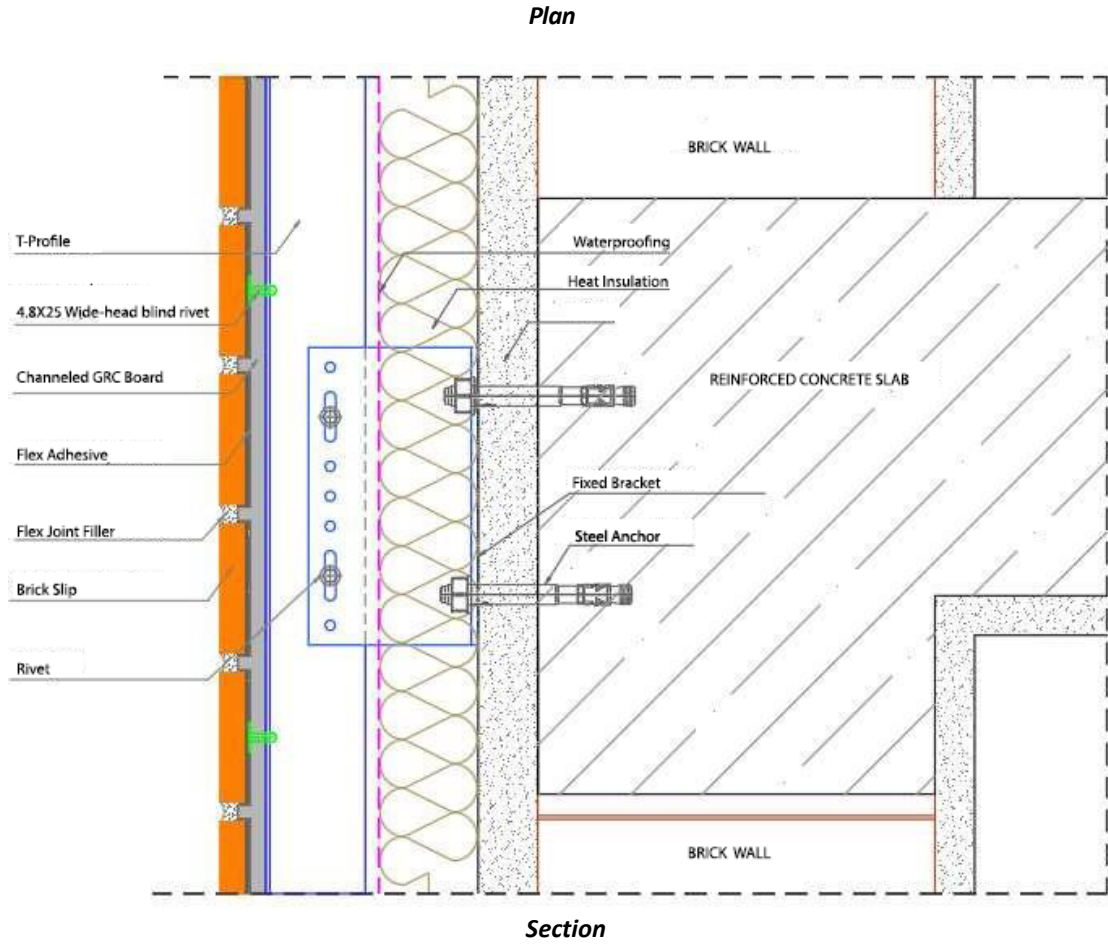 Plan
BRICK WALL
T-Profile
Waterproofing
Heat Insulation
4.8X25 Wide-head blind rivet
Channeled GRC Board
REINFORCED CONCRETE SLAB
Flex Adhesive
Fixed Bracket
Flex Joint Filler
Steel Anchor
Brick Slip
Rivet
BRICK WALL
Section